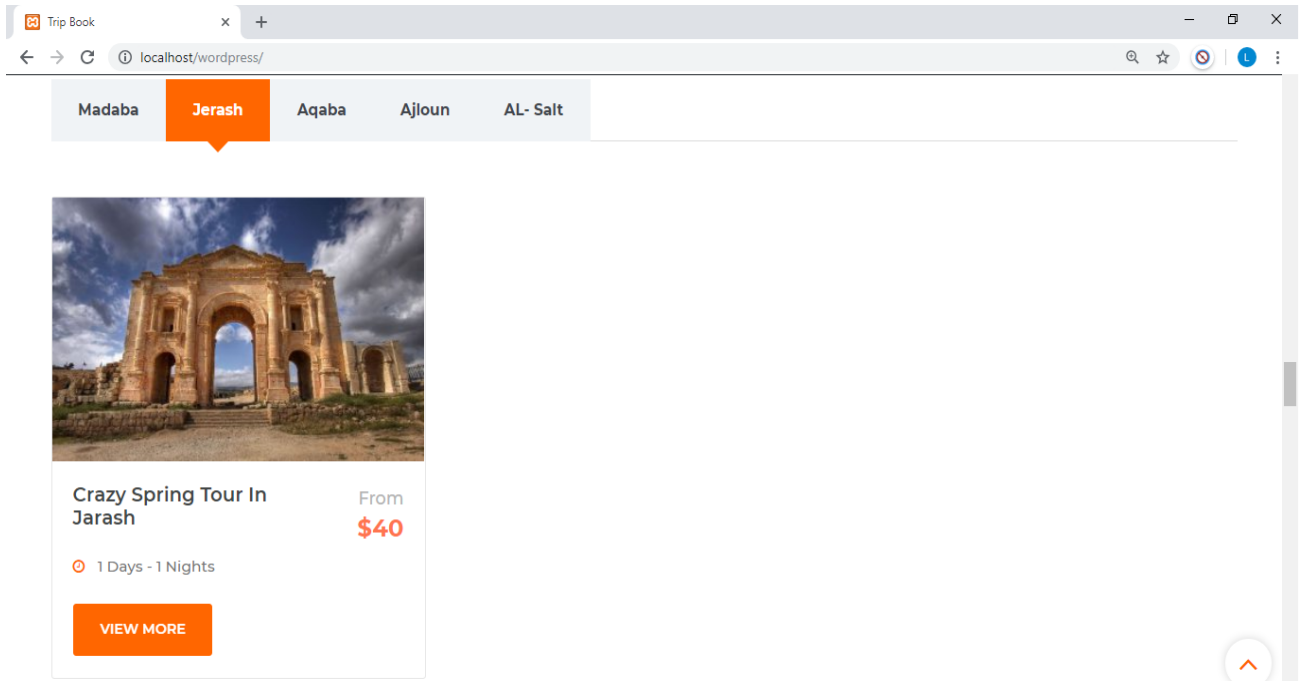 Trip Book
localhost/wordpress/
L
Madaba Jerash Aqaba Ajloun AL- Salt
Crazy Spring Tour In
Jarash
From
$40
1 Days - 1 Nights
VIEW MORE